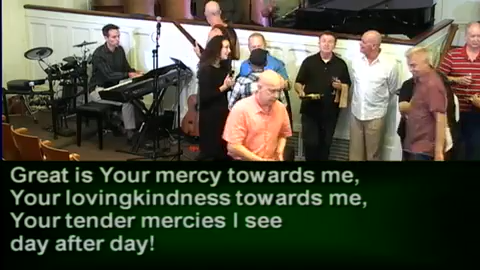 Great is Your mercy towards me,
Your lovingkindness towards me,
Your tender mercies I see
day after day!